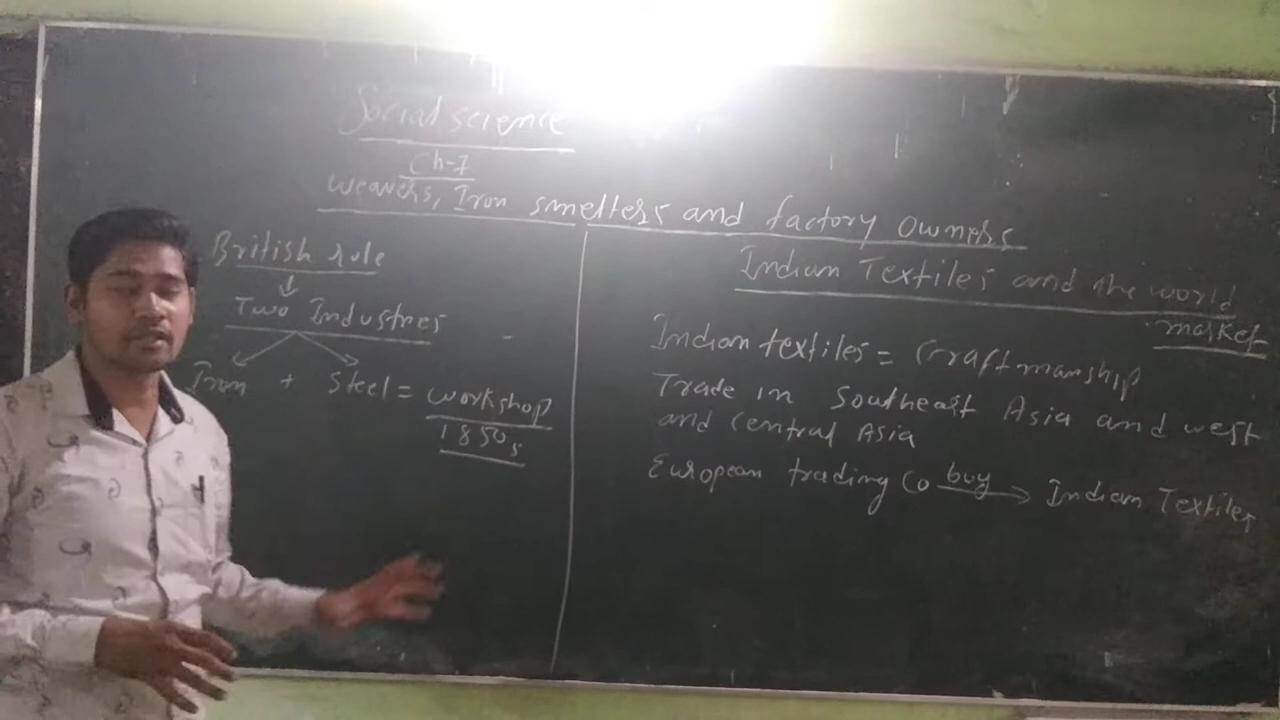 Social science
Ch-7
weavers, Iron smelters and factory owners
British rule
↓
Two Industries
Iron + Steel = workshop
1850s
Indian Textiles and the world
market
Indian textiles = Craftmanship
Trade in Southeast Asia and west
and central Asia
European trading Co buy → Indian Textiles